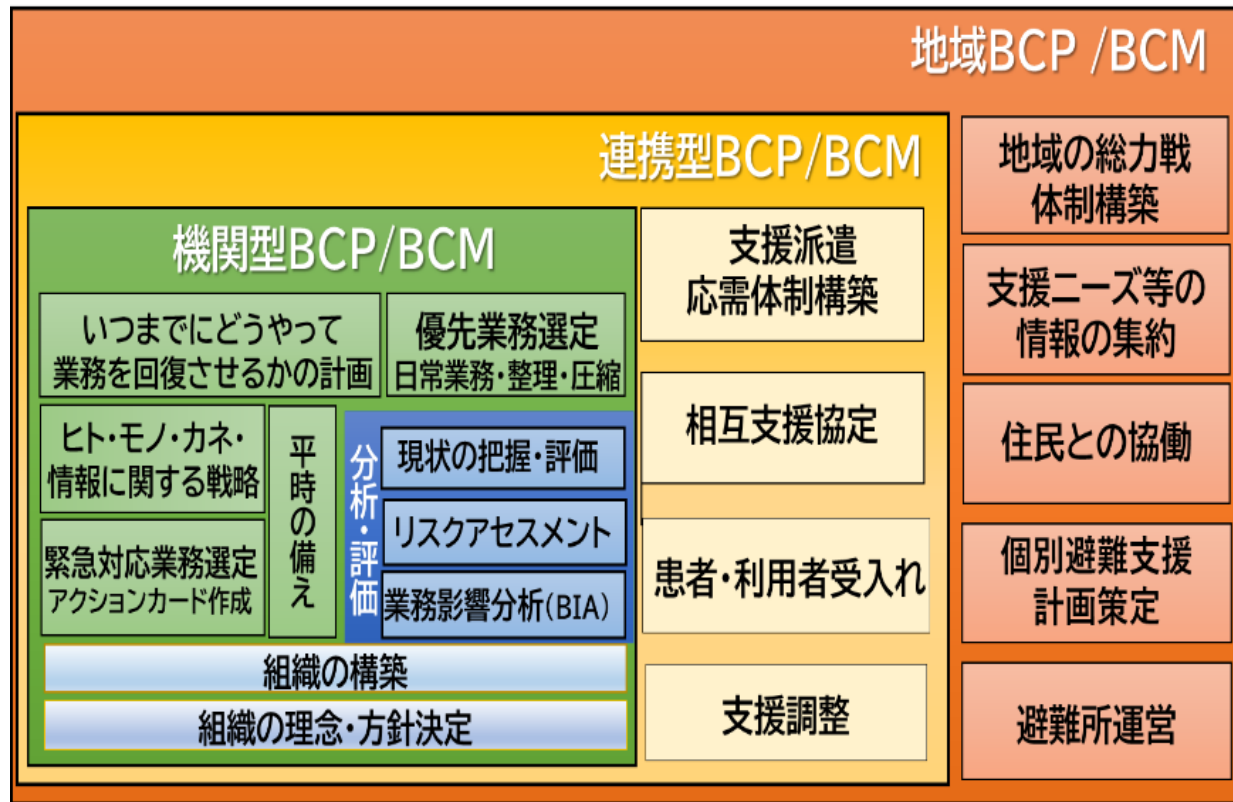 地域BCP /BCM
連携型BCP/BCM
機関型BCP/BCM
いつまでにどうやって
業務を回復させるかの計画
優先業務選定
日常業務・整理・圧縮
ヒト・モノ・カネ・
情報に関する戦略
緊急対応業務選定
アクションカード作成
平時の備え
分析・評価
現状の把握・評価
リスクアセスメント
業務影響分析(BIA)
組織の構築
組織の理念・方針決定
支援派遣
応需体制構築
相互支援協定
患者・利用者受入れ
支援調整
地域の総力戦
体制構築
支援ニーズ等の
情報の集約
住民との協働
個別避難支援
計画策定
避難所運営